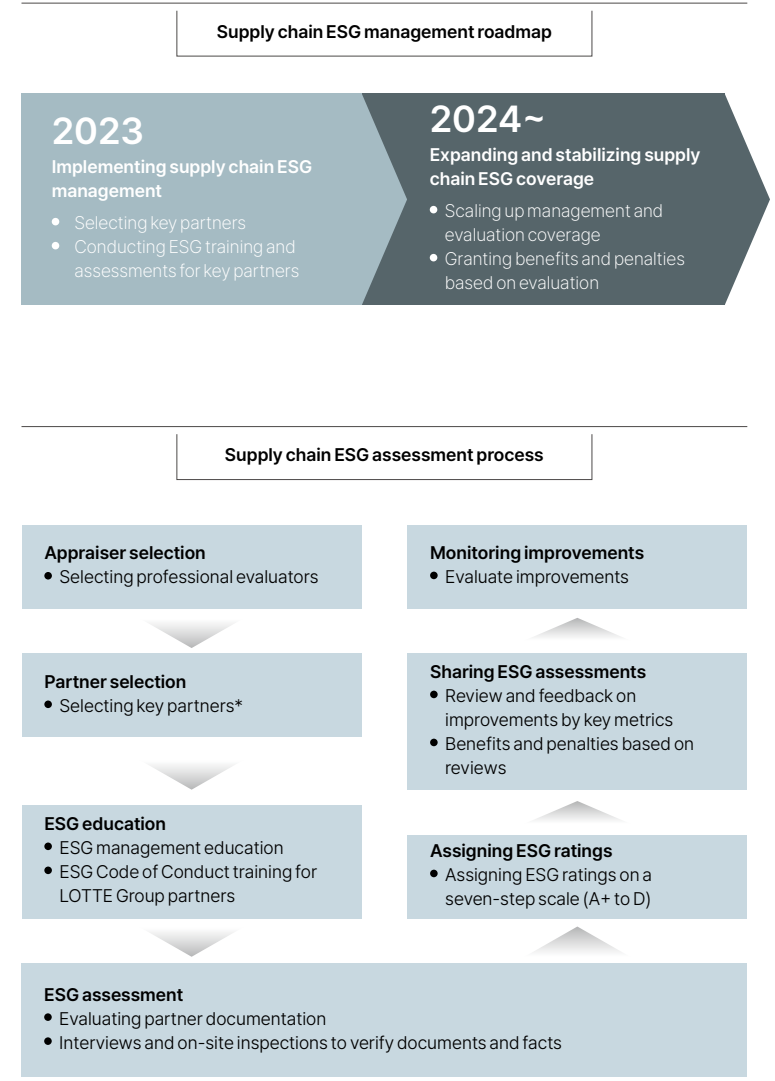 Supply chain ESG management roadmap
2023
Implementing supply chain ESG
management
• Selecting key partners
• Conducting ESG training and
assessments for key partners
2024~
Expanding and stabilizing supply
chain ESG coverage
• Scaling up management and
evaluation coverage
• Granting benefits and penalties
based on evaluation
Supply chain ESG assessment process
Appraiser selection
• Selecting professional evaluators
Partner selection
• Selecting key partners*
ESG education
• ESG management education
• ESG Code of Conduct training for
LOTTE Group partners
ESG assessment
• Evaluating partner documentation
• Interviews and on-site inspections to verify documents and facts
Assigning ESG ratings
• Assigning ESG ratings on a
seven-step scale (A+ to D)
Sharing ESG assessments
• Review and feedback on
improvements by key metrics
• Benefits and penalties based on
reviews
Monitoring improvements
• Evaluate improvements